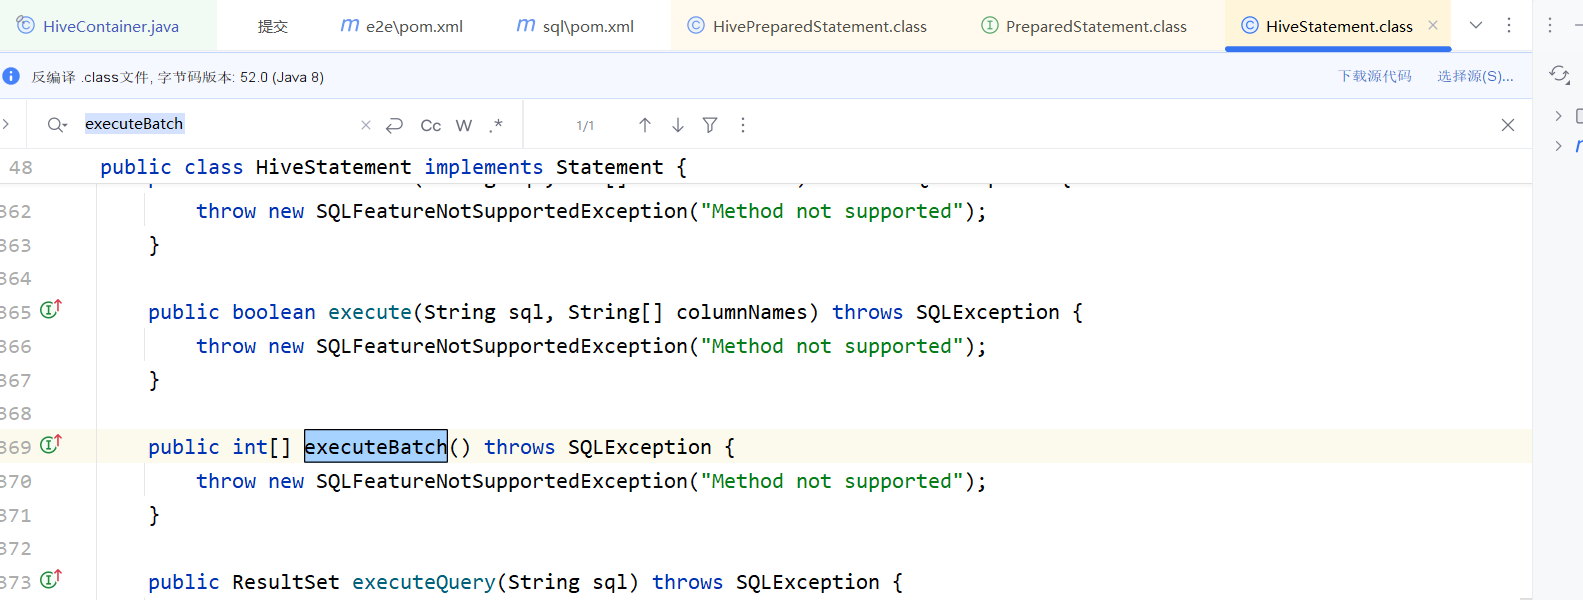 HiveContainer.java 提交 e2e\pom.xml sql\pom.xml HivePreparedStatement.class PreparedStatement.class HiveStatement.class
反编译 .class文件, 字节码版本: 52.0 (Java 8) 下载源代码 选择源(S)...
executeBatch Cc W .* 1/1
48 public class HiveStatement implements Statement {
362 throw new SQLFeatureNotSupportedException("Method not supported");
363 }
364
365 public boolean execute(String sql, String[] columnNames) throws SQLException {
366 throw new SQLFeatureNotSupportedException("Method not supported");
367 }
368
369 public int[] executeBatch() throws SQLException {
370 throw new SQLFeatureNotSupportedException("Method not supported");
371 }
372
373 public ResultSet executeQuery(String sql) throws SQLException {